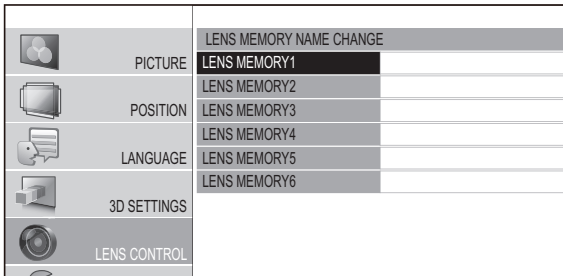 LENS MEMORY NAME CHANGE
PICTURE
LENS MEMORY1
LENS MEMORY2
POSITION
LENS MEMORY3
LENS MEMORY4
LANGUAGE
LENS MEMORY5
LENS MEMORY6
3D SETTINGS
LENS CONTROL